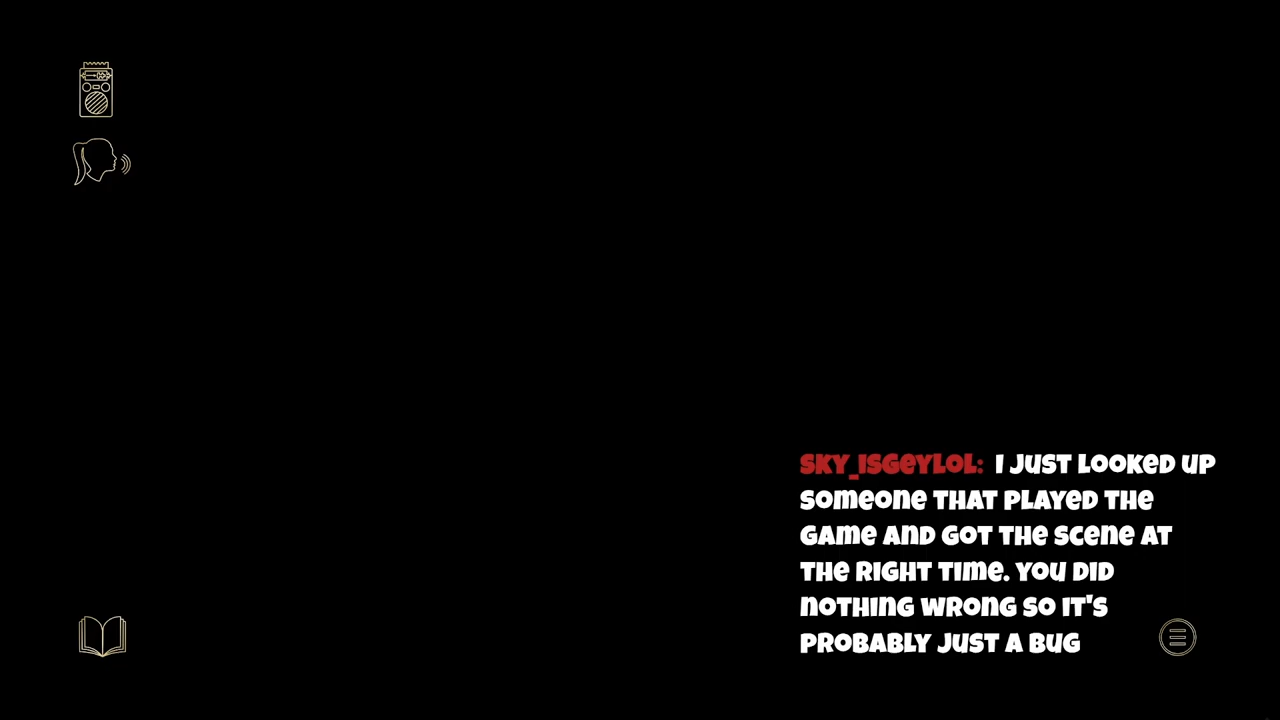 SKY_ISGEYLOL: I JUST LOOKED UP
SOMEONE THAT PLAYED THE
GAME AND GOT THE SCENE AT
THE RIGHT TIME. YOU DID
NOTHING WRONG SO IT'S
PROBABLY JUST A BUG